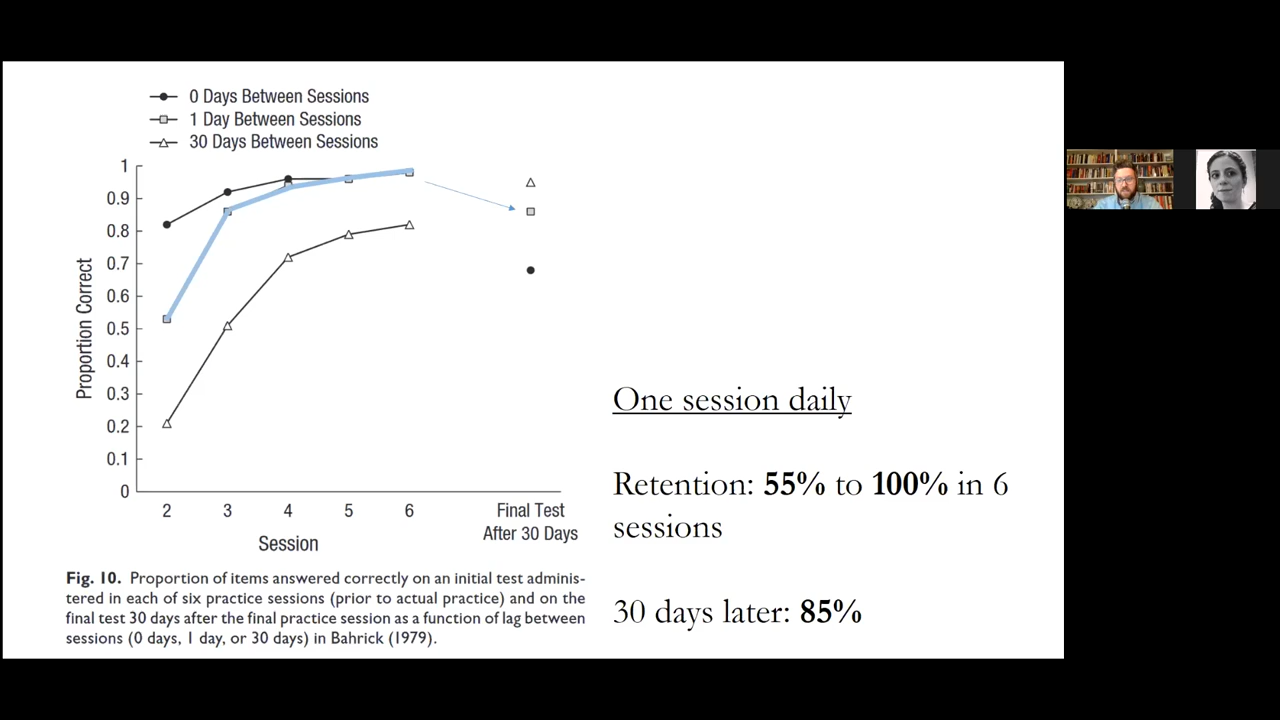 0 Days Between Sessions
1 Day Between Sessions
30 Days Between Sessions
1
0.9
0.8
0.7
0.6
0.5
0.4
0.3
0.2
0.1
0
Proportion Correct
2 3 4 5 6 Final Test
After 30 Days
Session
Fig. 10. Proportion of items answered correctly on an initial test adminis-
tered in each of six practice sessions (prior to actual practice) and on the
final test 30 days after the final practice session as a function of lag between
sessions (0 days, 1 day, or 30 days) in Bahrick (1979).
One session daily
Retention: 55% to 100% in 6
sessions
30 days later: 85%